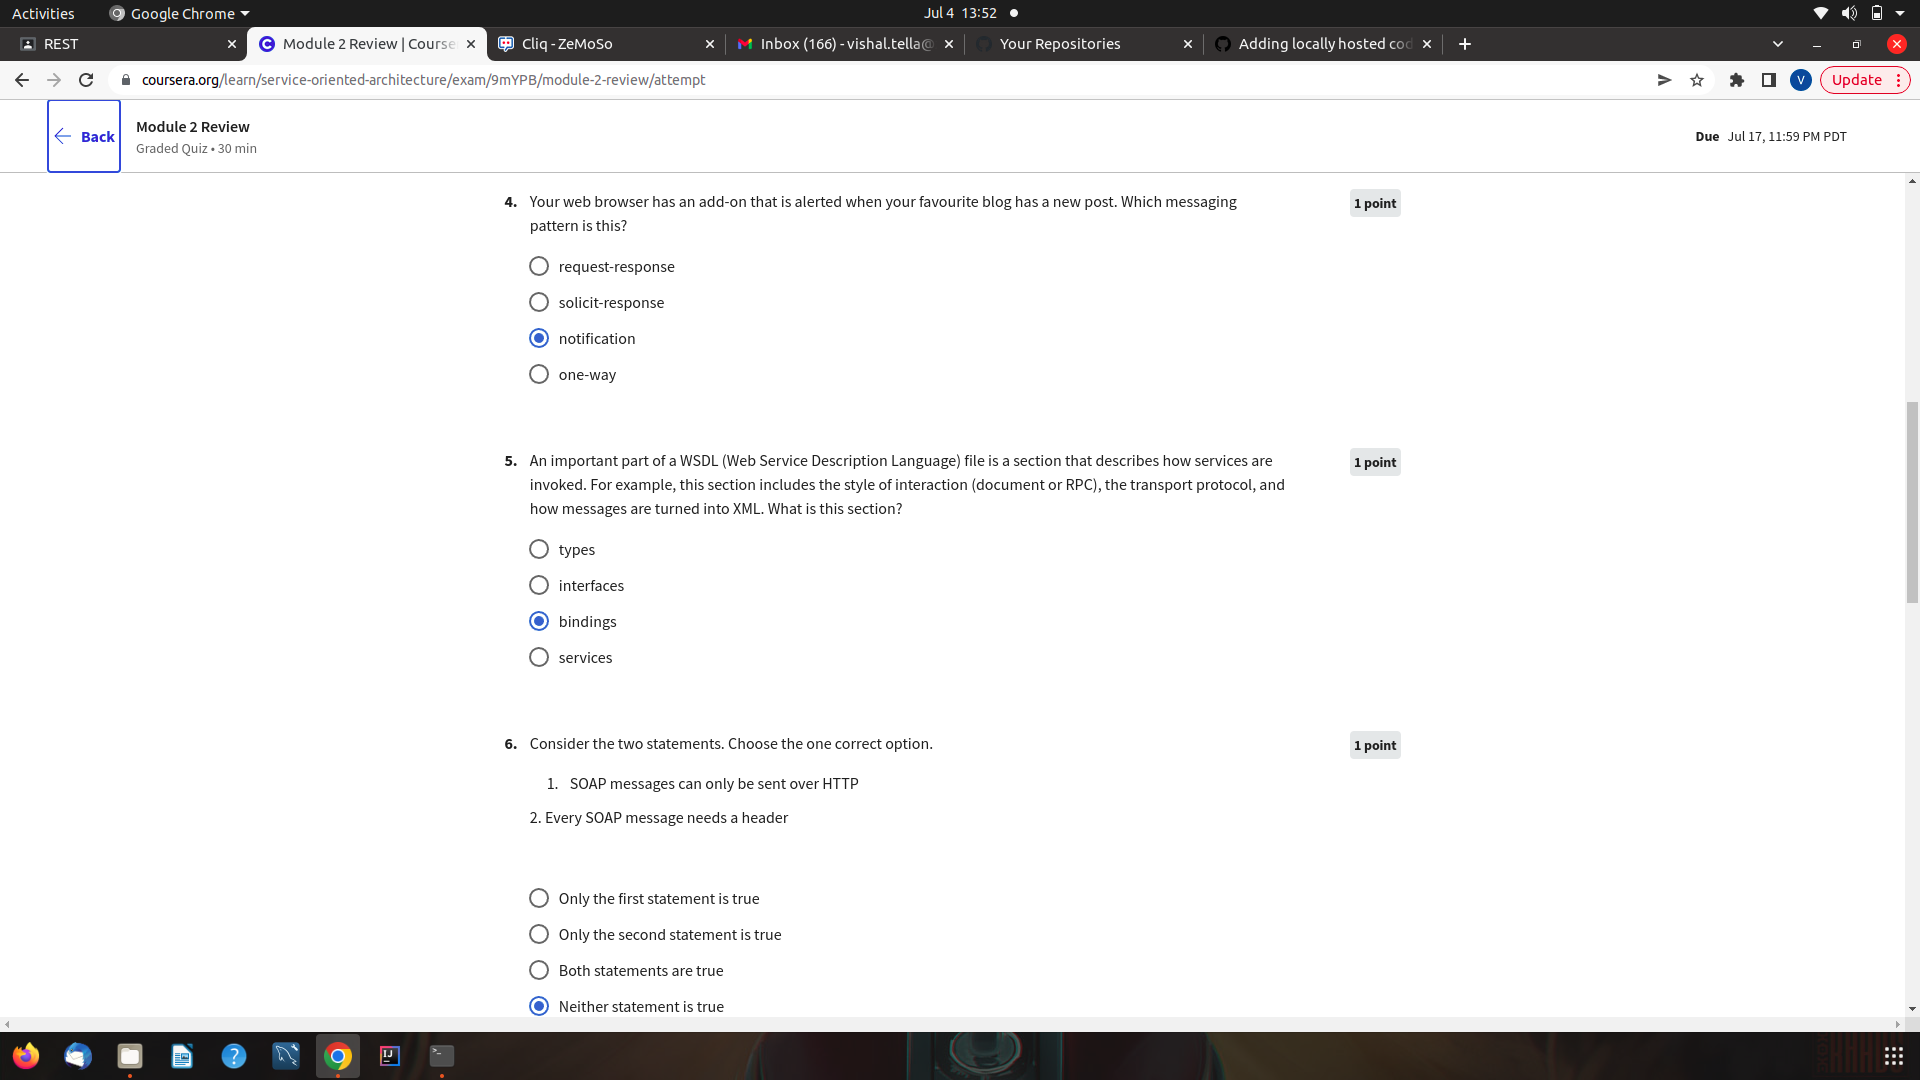 Activities
Google Chrome
Jul 4 13:52
REST
Module 2 Review | Course
Cliq - ZeMoSo
Inbox (166) - vishal.tella@
Your Repositories
Adding locally hosted cod
coursera.org/learn/service-oriented-architecture/exam/9mYPB/module-2-review/attempt
V
Update
Back
Module 2 Review
Graded Quiz • 30 min
Due Jul 17, 11:59 PM PDT
4. Your web browser has an add-on that is alerted when your favourite blog has a new post. Which messaging
pattern is this?
1 point
request-response
solicit-response
notification
one-way
5. An important part of a WSDL (Web Service Description Language) file is a section that describes how services are
invoked. For example, this section includes the style of interaction (document or RPC), the transport protocol, and
how messages are turned into XML. What is this section?
1 point
types
interfaces
bindings
services
6. Consider the two statements. Choose the one correct option.
1 point
1. SOAP messages can only be sent over HTTP
2. Every SOAP message needs a header
Only the first statement is true
Only the second statement is true
Both statements are true
Neither statement is true